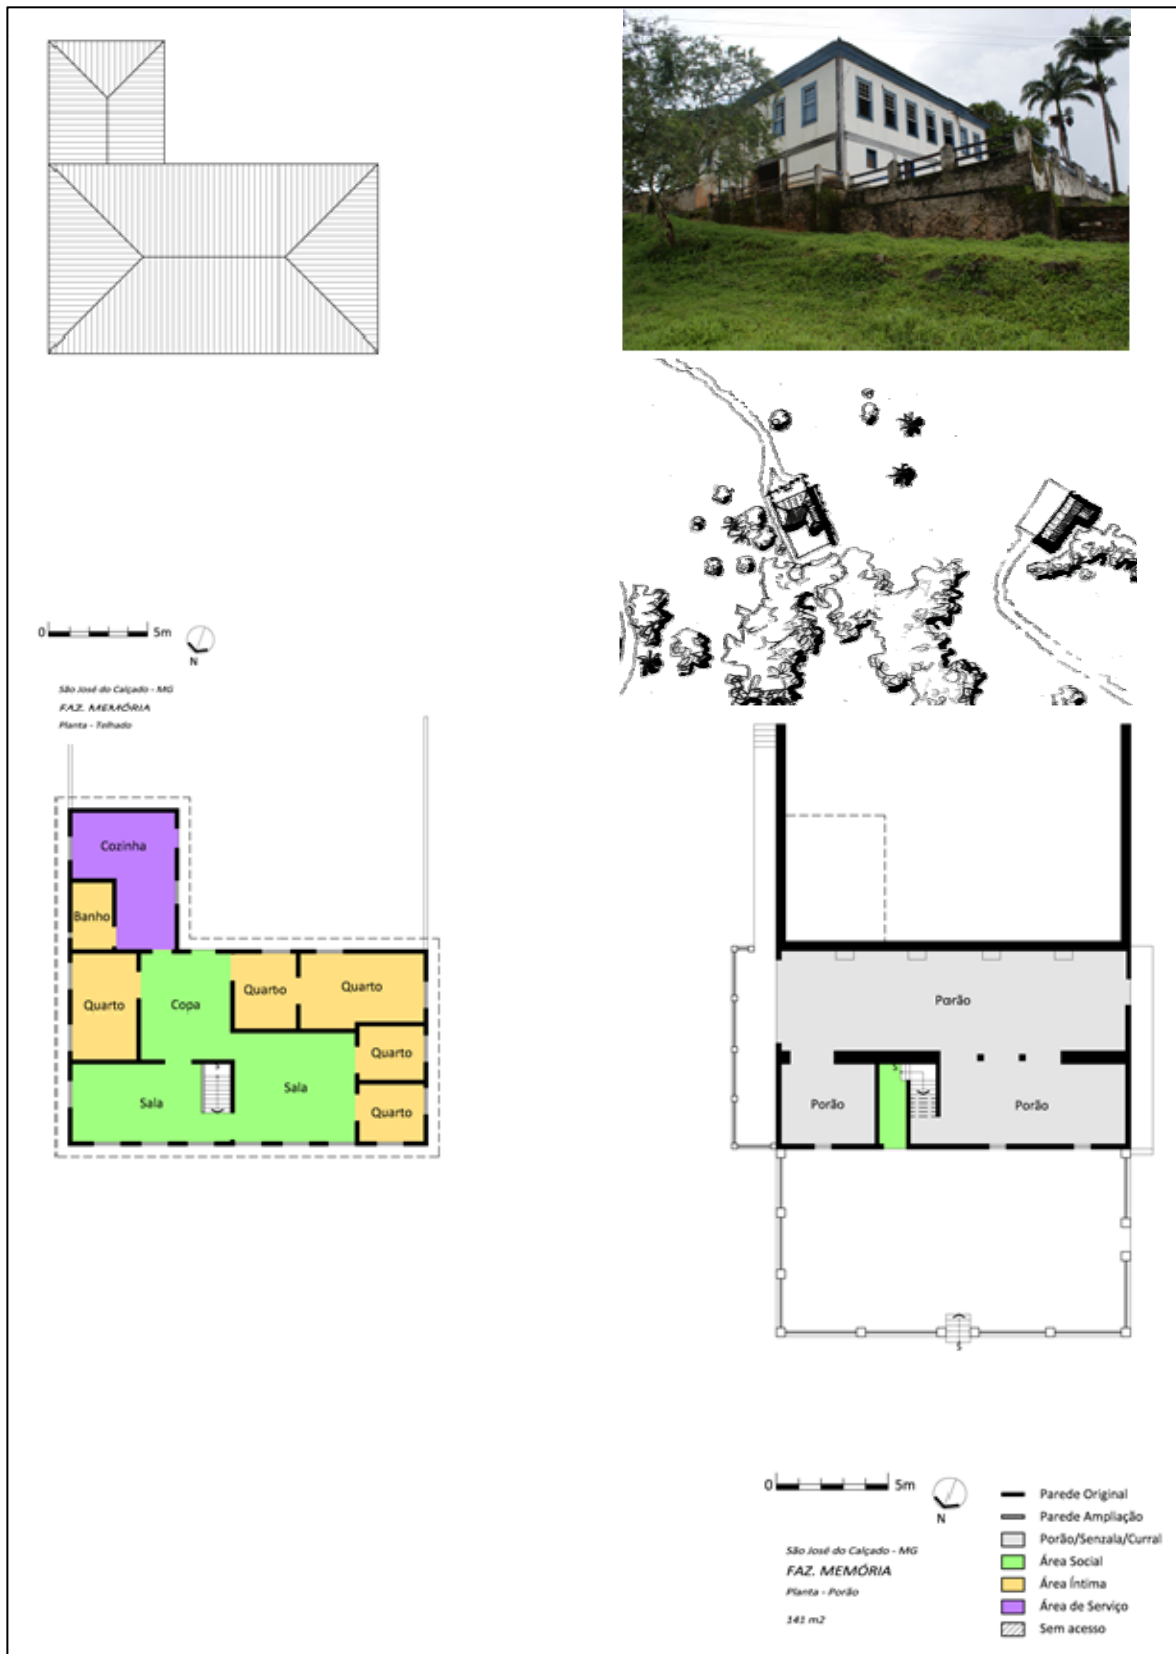 0 5m
N
São José do Calçado - MG
FAZ. MEMÓRIA
Planta - Telhado
Cozinha
Banho
Quarto
Copa
Quarto
Quarto
Quarto
Sala
Sala
Quarto
S
Porão
S
Porão
Porão
S
0 5m
N
São José do Calçado - MG
FAZ. MEMÓRIA
Planta - Porão
141 m2
Parede Original
Parede Ampliação
Porão/Senzala/Curral
Área Social
Área Íntima
Área de Serviço
Sem acesso